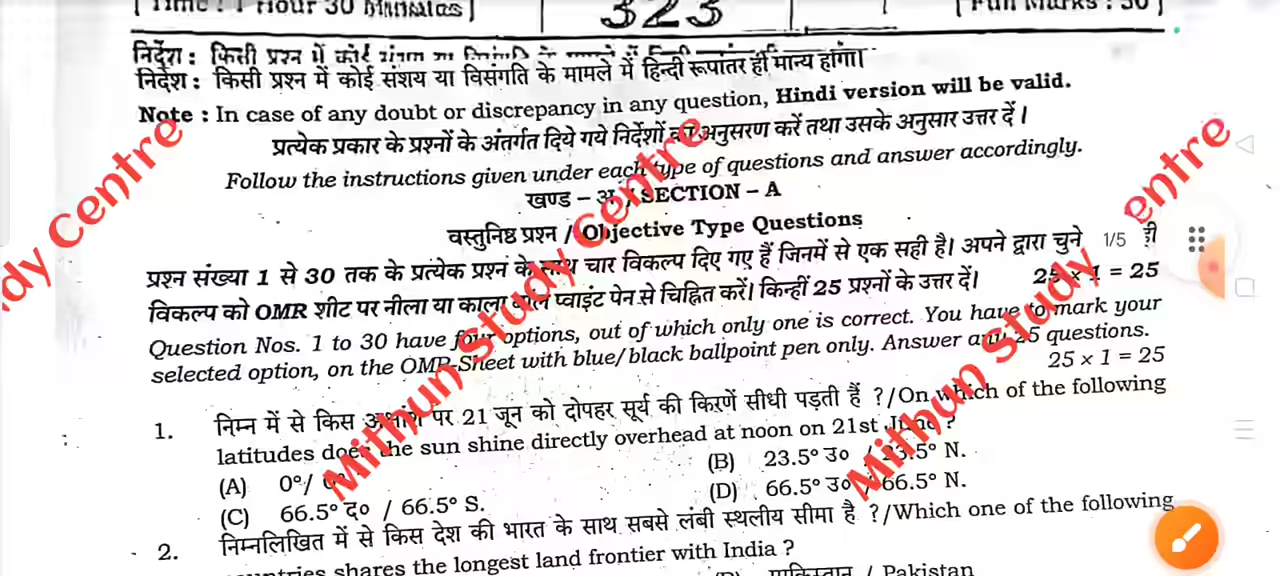 Time : 1 Hour 30 Minutes]
323
[Full Marks : 50]
निर्देश : किसी प्रश्न में कोई संशय या विसंगति के मामले में हिन्दी रूपांतर ही मान्य होगा।
निर्देश : किसी प्रश्न में कोई संशय या विसंगति के मामले में हिन्दी रूपांतर ही मान्य होगा।
Note : In case of any doubt or discrepancy in any question, Hindi version will be valid.
प्रत्येक प्रकार के प्रश्नों के अंतर्गत दिये गये निर्देशों का अनुसरण करें तथा उसके अनुसार उत्तर दें।
Follow the instructions given under each type of questions and answer accordingly.
खण्ड – अ / SECTION – A
वस्तुनिष्ठ प्रश्न / Objective Type Questions
प्रश्न संख्या 1 से 30 तक के प्रत्येक प्रश्न के साथ चार विकल्प दिए गए हैं जिनमें से एक सही है। अपने द्वारा चुने 1/5 ही
विकल्प को OMR शीट पर नीला या काला बॉल प्वाइंट पेन से चिह्नित करें। किन्हीं 25 प्रश्नों के उत्तर दें। 25 x 1 = 25
Question Nos. 1 to 30 have four options, out of which only one is correct. You have to mark your
selected option, on the OMR-Sheet with blue/black ballpoint pen only. Answer any 25 questions.
25 x 1 = 25
1. निम्न में से किस अक्षांश पर 21 जून को दोपहर सूर्य की किरणें सीधी पड़ती हैं ?/On which of the following
latitudes does the sun shine directly overhead at noon on 21st June ?
(A) 0°/ 0° (B) 23.5° उ० / 23.5° N.
(C) 66.5° द० / 66.5° S. (D) 66.5° उ० / 66.5° N.
2. निम्नलिखित में से किस देश की भारत के साथ सबसे लंबी स्थलीय सीमा है ?/Which one of the following
countries shares the longest land frontier with India ?
पाकिस्तान / Pakistan
dy Centre
Mithun Study Centre
Mithun Study entre